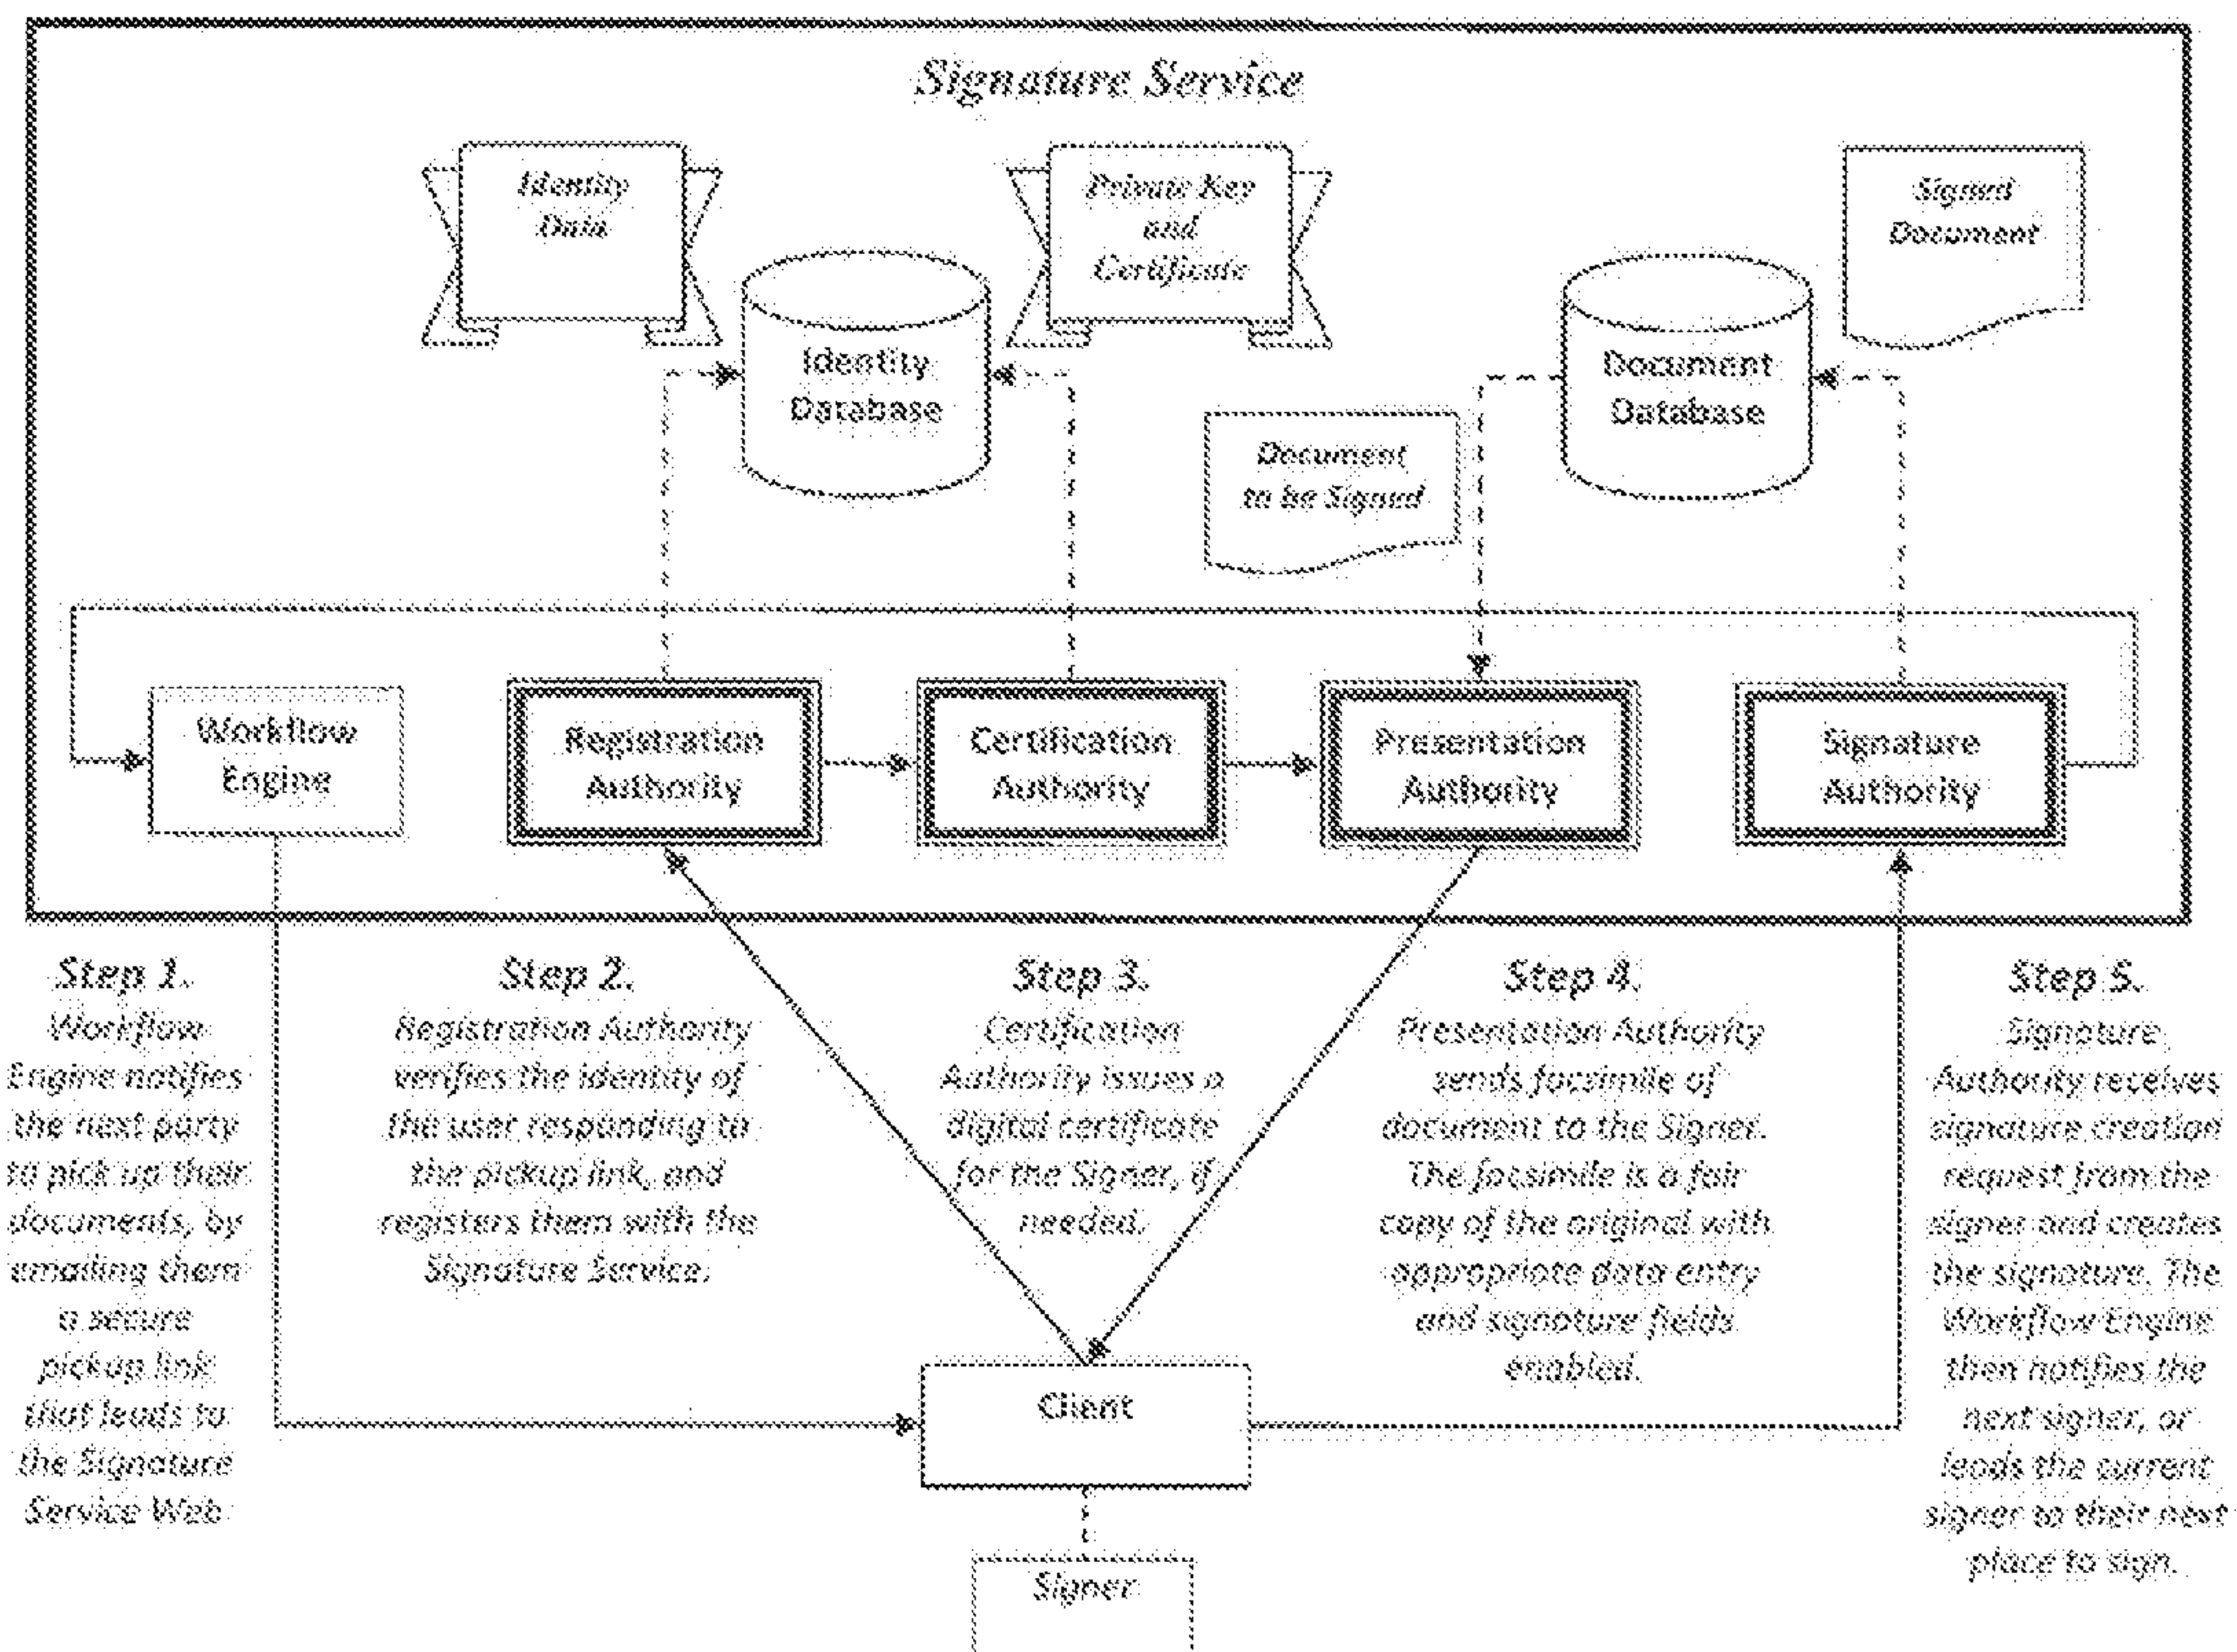 Signature Service
Identity
Data
Private Key
and
Certificate
Signed
Document
Identity
Database
Document
Database
Document
to be Signed
Workflow
Engine
Registration
Authority
Certification
Authority
Presentation
Authority
Signature
Authority
Step 1.
Workflow
Engine notifies
the next party
to pick up their
documents, by
emailing them
a secure
pickup link
that leads to
the Signature
Service Web
Step 2.
Registration Authority
verifies the identity of
the user responding to
the pickup link, and
registers them with the
Signature Service.
Step 3.
Certification
Authority issues a
digital certificate
for the Signer, if
needed.
Step 4.
Presentation Authority
sends facsimile of
document to the Signer.
The facsimile is a fair
copy of the original with
appropriate data entry
and signature fields
enabled.
Step 5.
Signature
Authority receives
signature creation
request from the
signer and creates
the signature. The
Workflow Engine
then notifies the
next signer, or
leads the current
signer to their next
place to sign.
Client
Signer